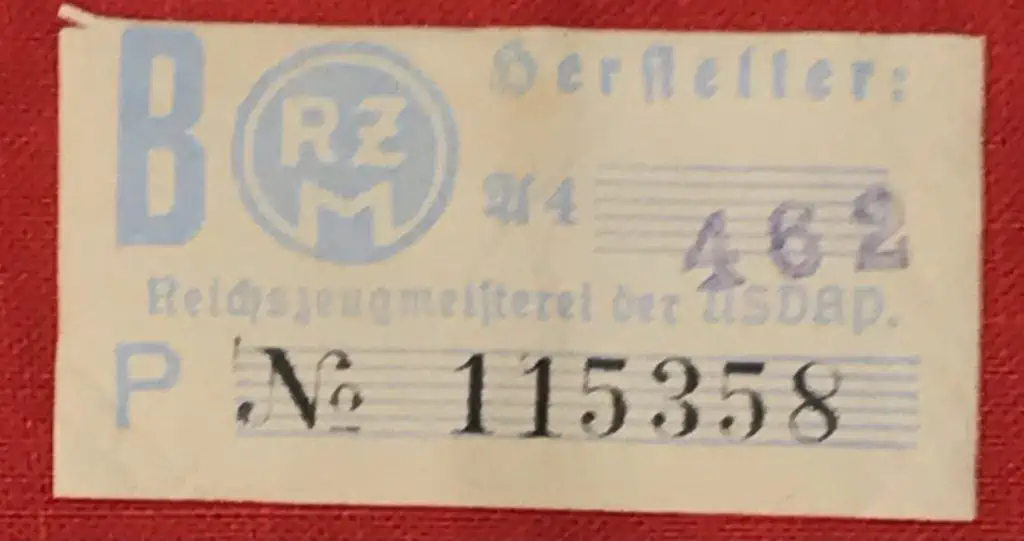 B RZM Hersteller:
A4 462
Reichszeugmeisterei der NSDAP.
P № 115358